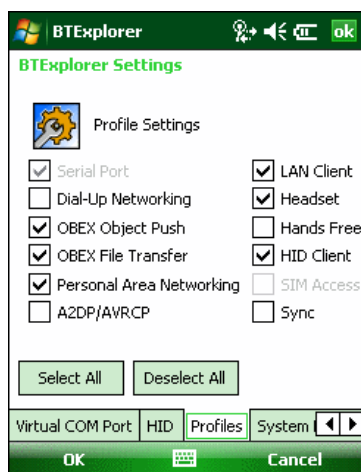 BTExplorer ok
BTExplorer Settings
Profile Settings
Serial Port LAN Client
Dial-Up Networking Headset
OBEX Object Push Hands Free
OBEX File Transfer HID Client
Personal Area Networking SIM Access
A2DP/AVRCP Sync
Select All Deselect All
Virtual COM Port HID Profiles System
OK Cancel